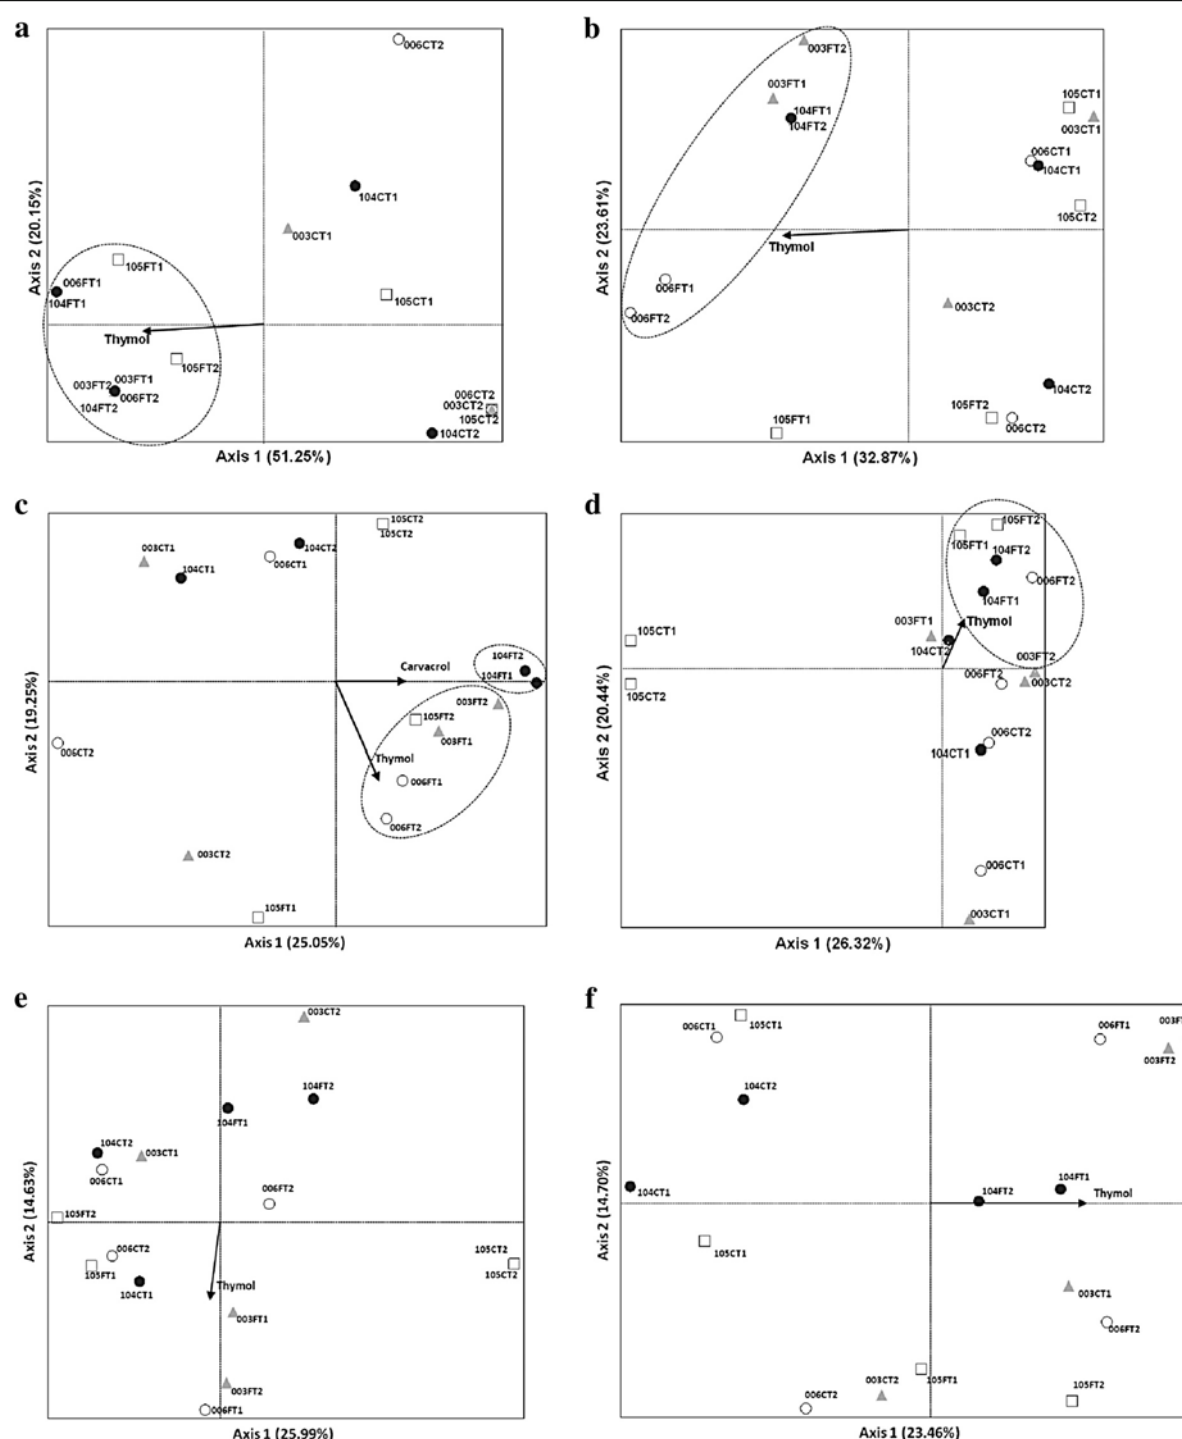 a
006CT2
104CT1
003CT1
105FT1
006FT1
104FT1
105CT1
Thymol
105FT2
003FT1
003FT2
006FT2
104FT2
006CT2
003CT2
105CT2
104CT2
Axis 2 (20.15%)
Axis 1 (51.25%)
b
003FT2
003FT1
104FT1
104FT2
105CT1
003CT1
006CT1
104CT1
105CT2
Thymol
006FT1
006FT2
003CT2
104CT2
105FT2
006CT2
105FT1
Axis 2 (23.61%)
Axis 1 (32.87%)
c
105CT2
105CT2
003CT1
104CT2
006CT1
104CT1
104FT2
Carvacrol
104FT1
003FT2
105FT2
003FT1
006CT2
Thymol
006FT1
006FT2
003CT2
105FT1
Axis 2 (19.25%)
Axis 1 (25.05%)
d
105FT2
105FT1
104FT2
006FT2
104FT1
003FT1
Thymol
105CT1
104CT2
003FT2
006FT2
003CT2
105CT2
006CT2
104CT1
006CT1
003CT1
Axis 2 (20.44%)
Axis 1 (26.32%)
e
003CT2
104FT2
104FT1
104CT2
003CT1
006CT1
006FT2
105FT2
006CT2
105FT1
105CT2
105CT2
104CT1
Thymol
003FT1
003FT2
006FT1
Axis 2 (14.63%)
Axis 1 (25.99%)
f
006CT1
105CT1
006FT1
003F
003FT2
104CT2
104CT1
104FT1
104FT2
Thymol
105CT1
003CT1
006FT2
003CT2
105FT1
105FT2
006CT2
Axis 2 (14.70%)
Axis 1 (23.46%)